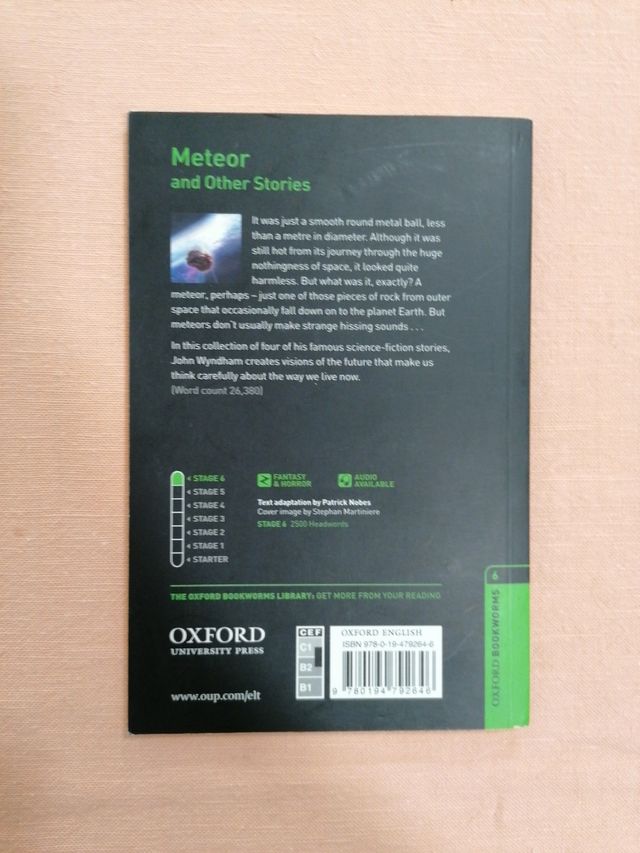 Meteor
and Other Stories
It was just a smooth round metal ball, less
than a metre in diameter. Although it was
still hot from its journey through the huge
nothingness of space, it looked quite
harmless. But what was it, exactly? A
meteor, perhaps – just one of those pieces of rock from outer
space that occasionally fall down on to the planet Earth. But
meteors don't usually make strange hissing sounds . . .
In this collection of four of his famous science-fiction stories,
John Wyndham creates visions of the future that make us
think carefully about the way we live now.
(Word count 26,380)
STAGE 6
STAGE 5
STAGE 4
STAGE 3
STAGE 2
STAGE 1
STARTER
FANTASY
& HORROR
AUDIO
AVAILABLE
Text adaptation by Patrick Nobes
Cover image by Stephan Martiniere
STAGE 6 2500 Headwords
THE OXFORD BOOKWORMS LIBRARY: GET MORE FROM YOUR READING
OXFORD
UNIVERSITY PRESS
www.oup.com/elt
CEF
C1
B2
B1
OXFORD ENGLISH
ISBN 978-0-19-479264-6
9 780194 792646
6
OXFORD BOOKWORMS